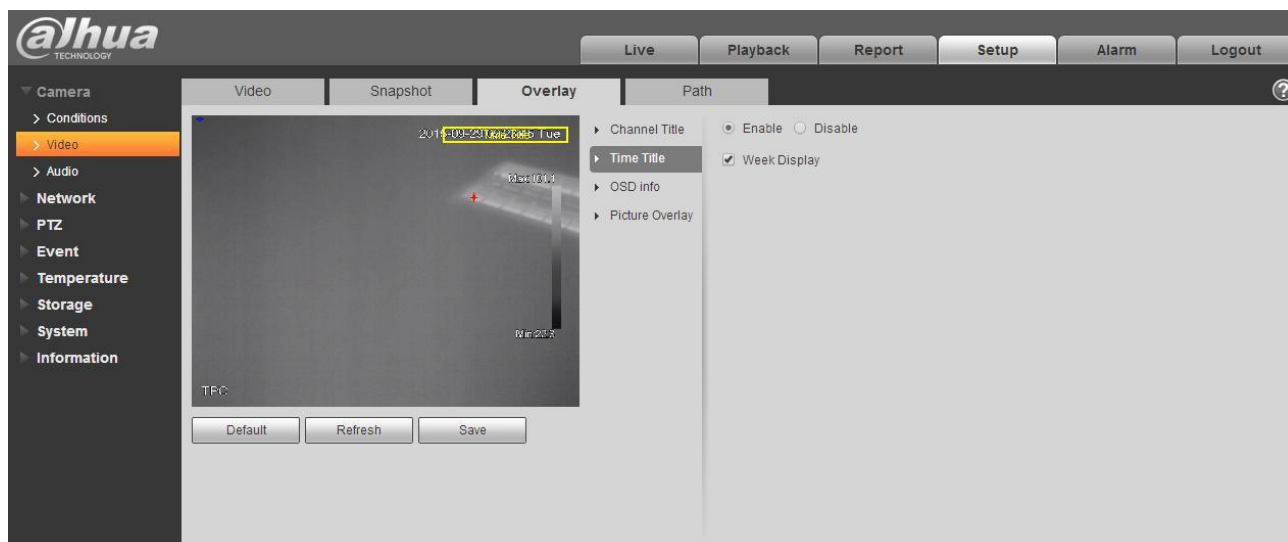 alhua
TECHNOLOGY
Live Playback Report Setup Alarm Logout
Camera
Conditions
Video
Audio
Network
PTZ
Event
Temperature
Storage
System
Information
Video Snapshot Overlay Path
?
Tue
TPC
Default Refresh Save
Channel Title
Time Title
OSD info
Picture Overlay
Enable Disable
Week Display